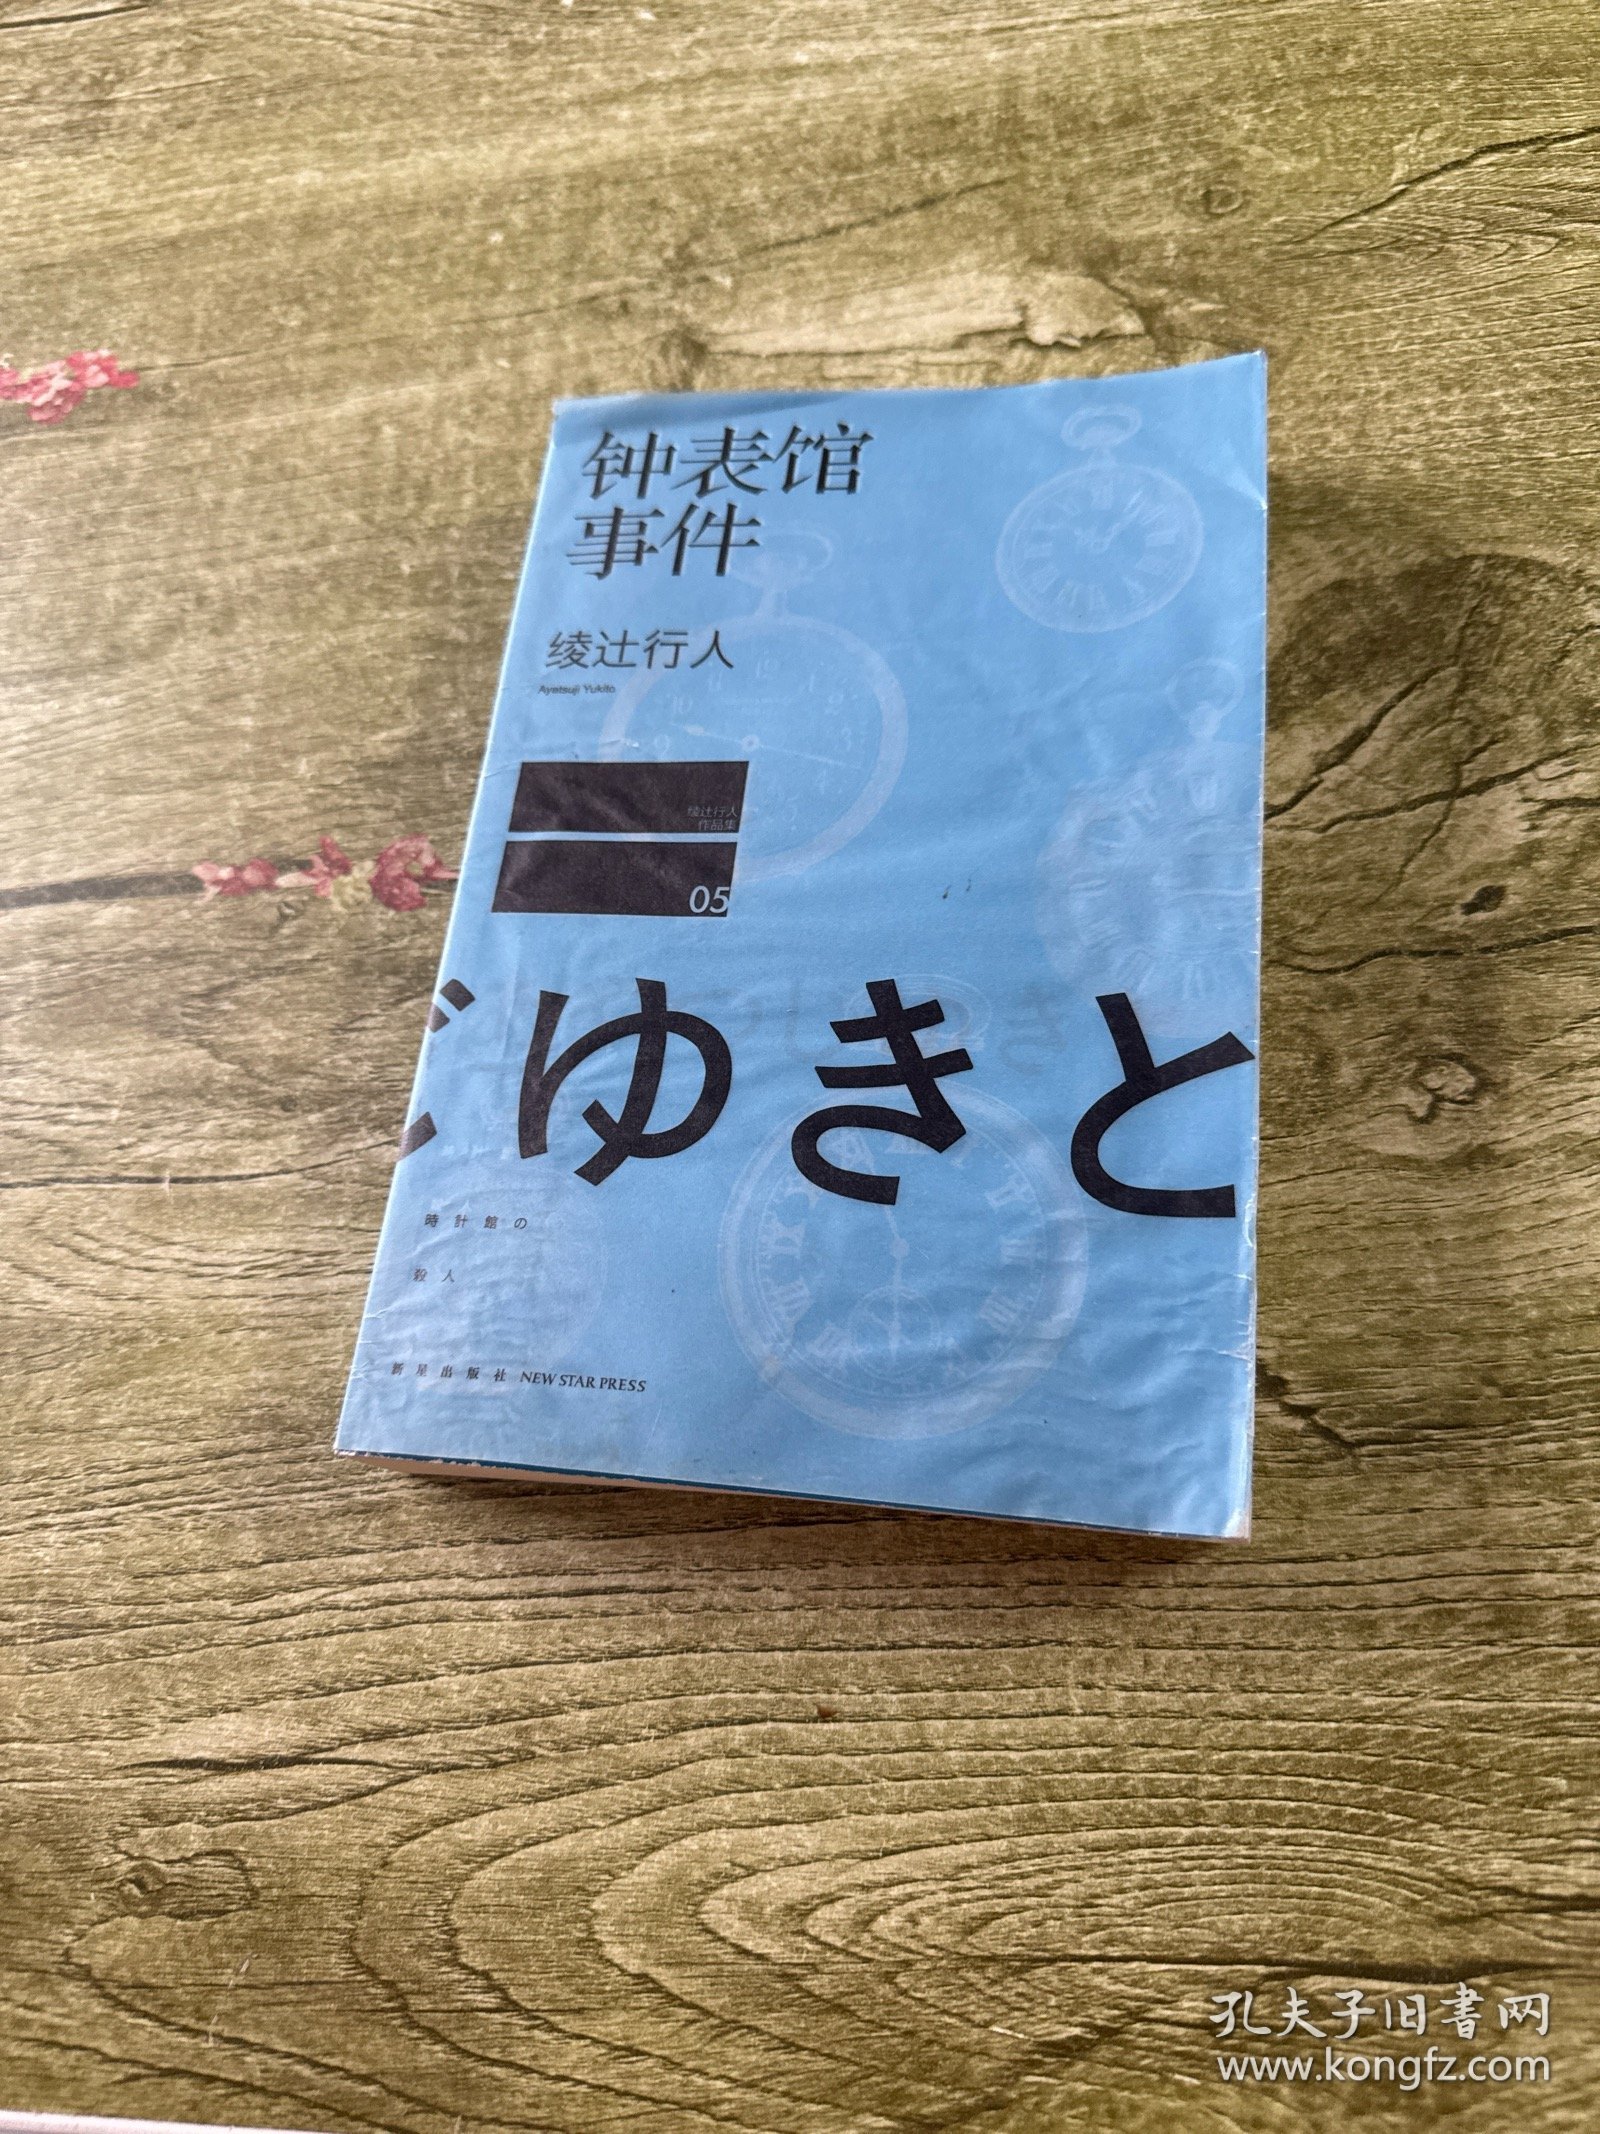 钟表馆
事件
绫辻行人
Ayatsuji Yukito
绫辻行人
作品集
05
じゆきと
時計館の
殺人
新星出版社 NEW STAR PRESS
孔夫子旧書网
www.kongfz.com